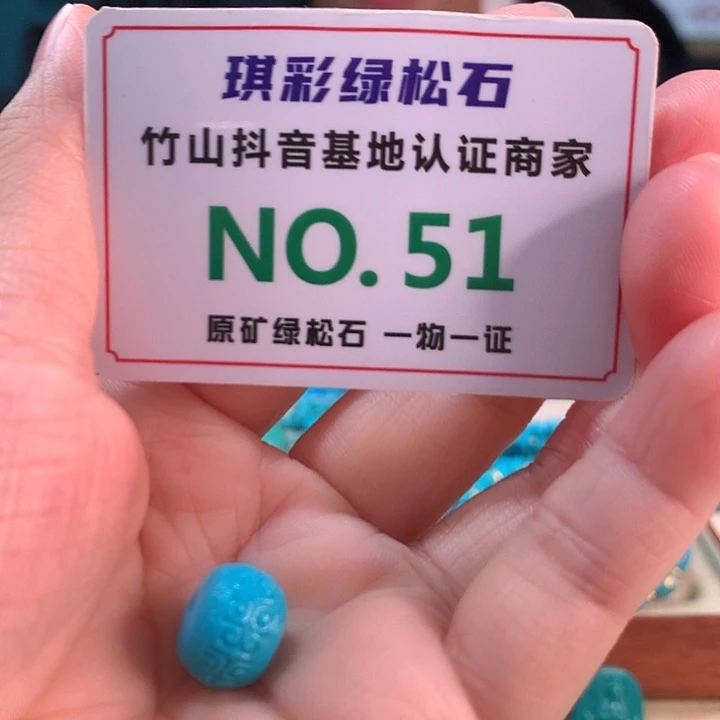 琪彩绿松石
竹山抖音基地认证商家
NO. 51
原矿绿松石 一物一证